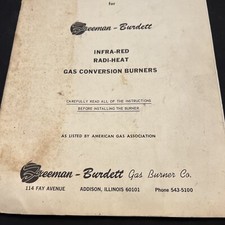 for
Freeman - Burdett
INFRA-RED
RADI-HEAT
GAS CONVERSION BURNERS
CAREFULLY READ ALL OF THE INSTRUCTIONS
BEFORE INSTALLING THE BURNER
AS LISTED BY AMERICAN GAS ASSOCIATION
Freeman - Burdett Gas Burner Co.
114 FAY AVENUE ADDISON, ILLINOIS 60101 Phone 543-5100